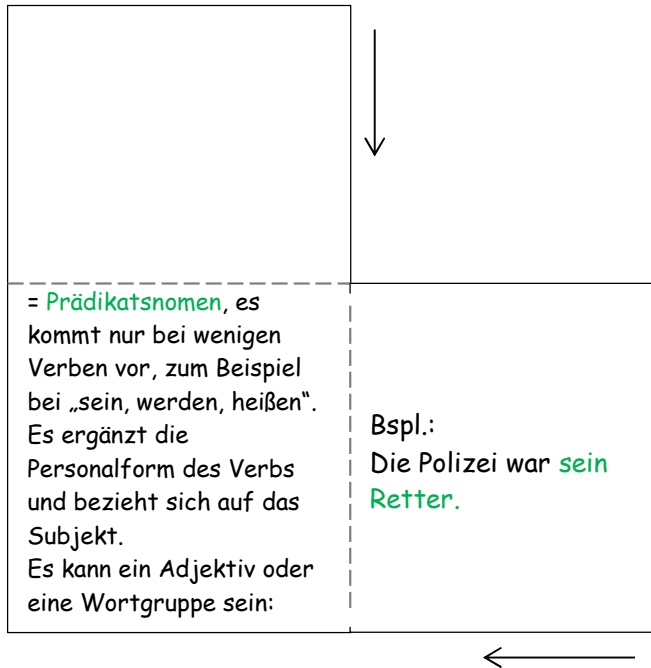 = Prädikatsnomen, es
kommt nur bei wenigen
Verben vor, zum Beispiel
bei „sein, werden, heißen“.
Es ergänzt die
Personalform des Verbs
und bezieht sich auf das
Subjekt.
Es kann ein Adjektiv oder
eine Wortgruppe sein:
Bspl.:
Die Polizei war sein
Retter.